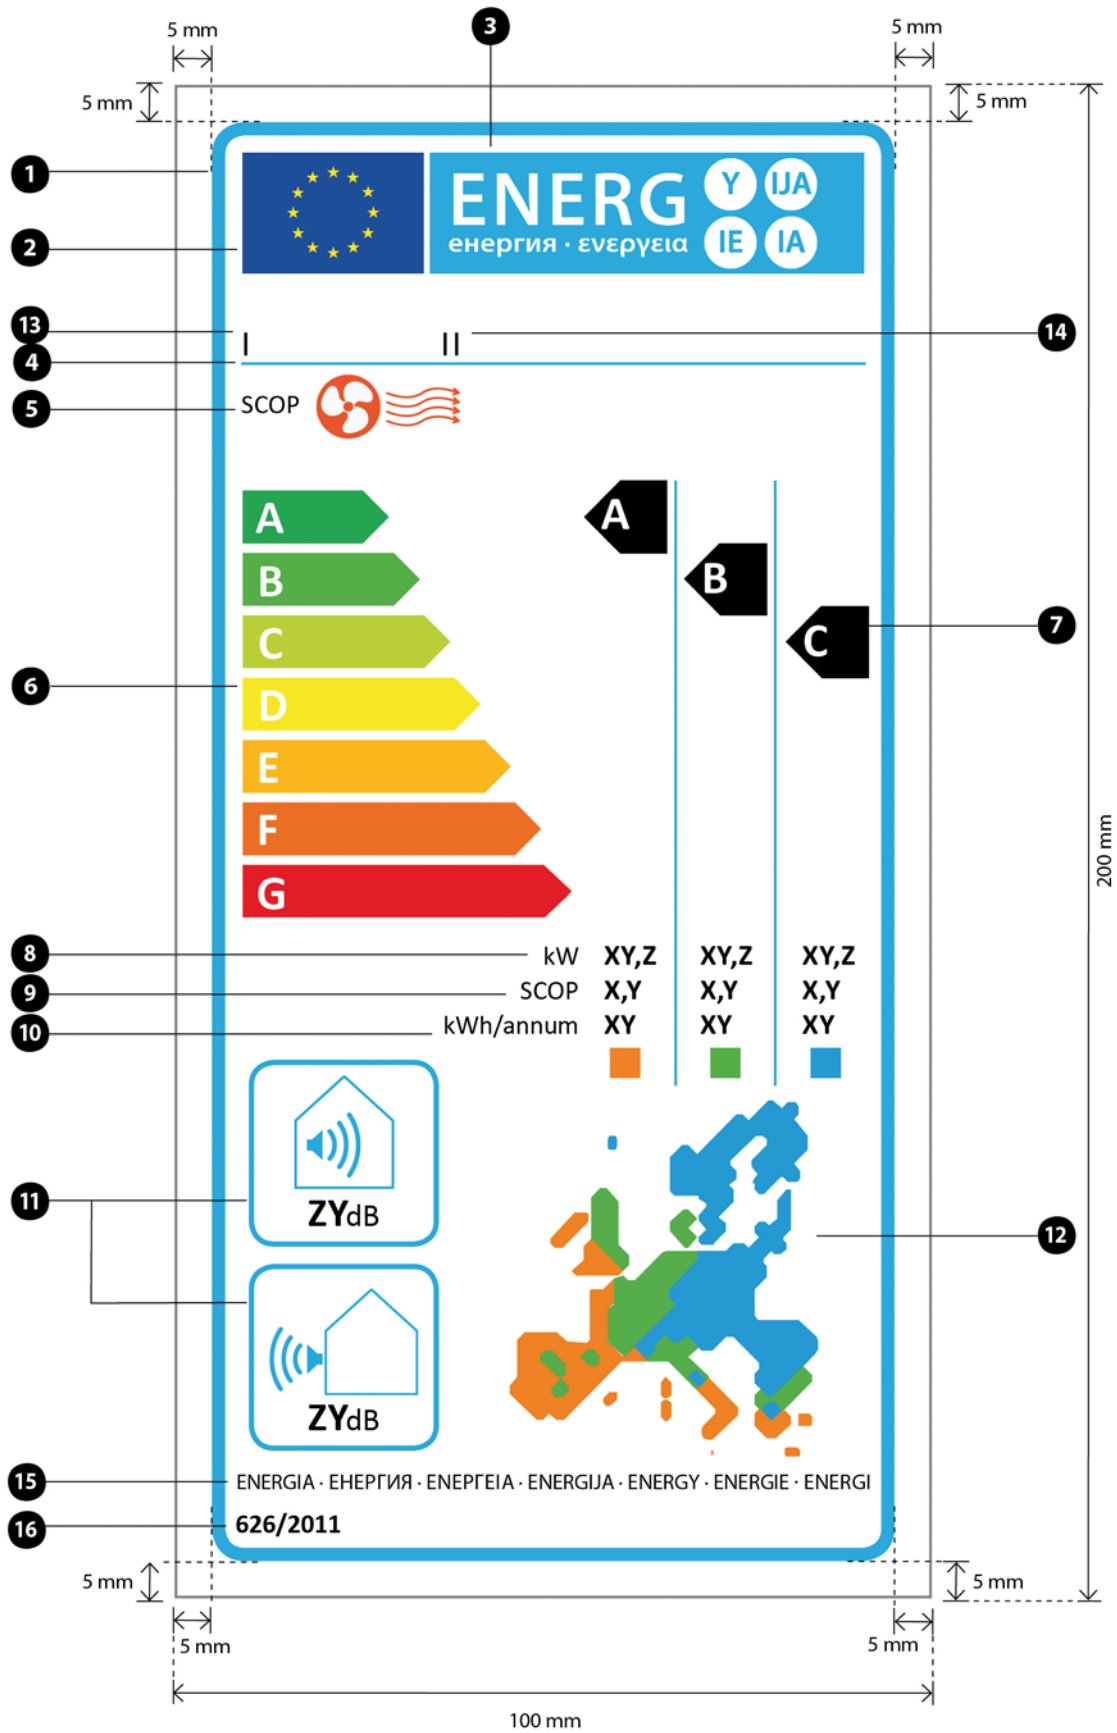 3
5 mm
5 mm
5 mm
5 mm
1
ENERG Y IJA
2
енергия · ενεργεια IE IA
13
I
II
14
4
5
SCOP
A
A
B
B
C
C
7
6
D
E
F
G
200 mm
8
kW XY,Z XY,Z XY,Z
9
SCOP X,Y X,Y X,Y
10
kWh/annum XY XY XY
11
ZYdB
12
ZYdB
15
ENERGIA · ЕНЕРГИЯ · ΕΝΕΡΓΕΙΑ · ENERGIJA · ENERGY · ENERGIE · ENERGI
16
626/2011
5 mm
5 mm
5 mm
5 mm
100 mm